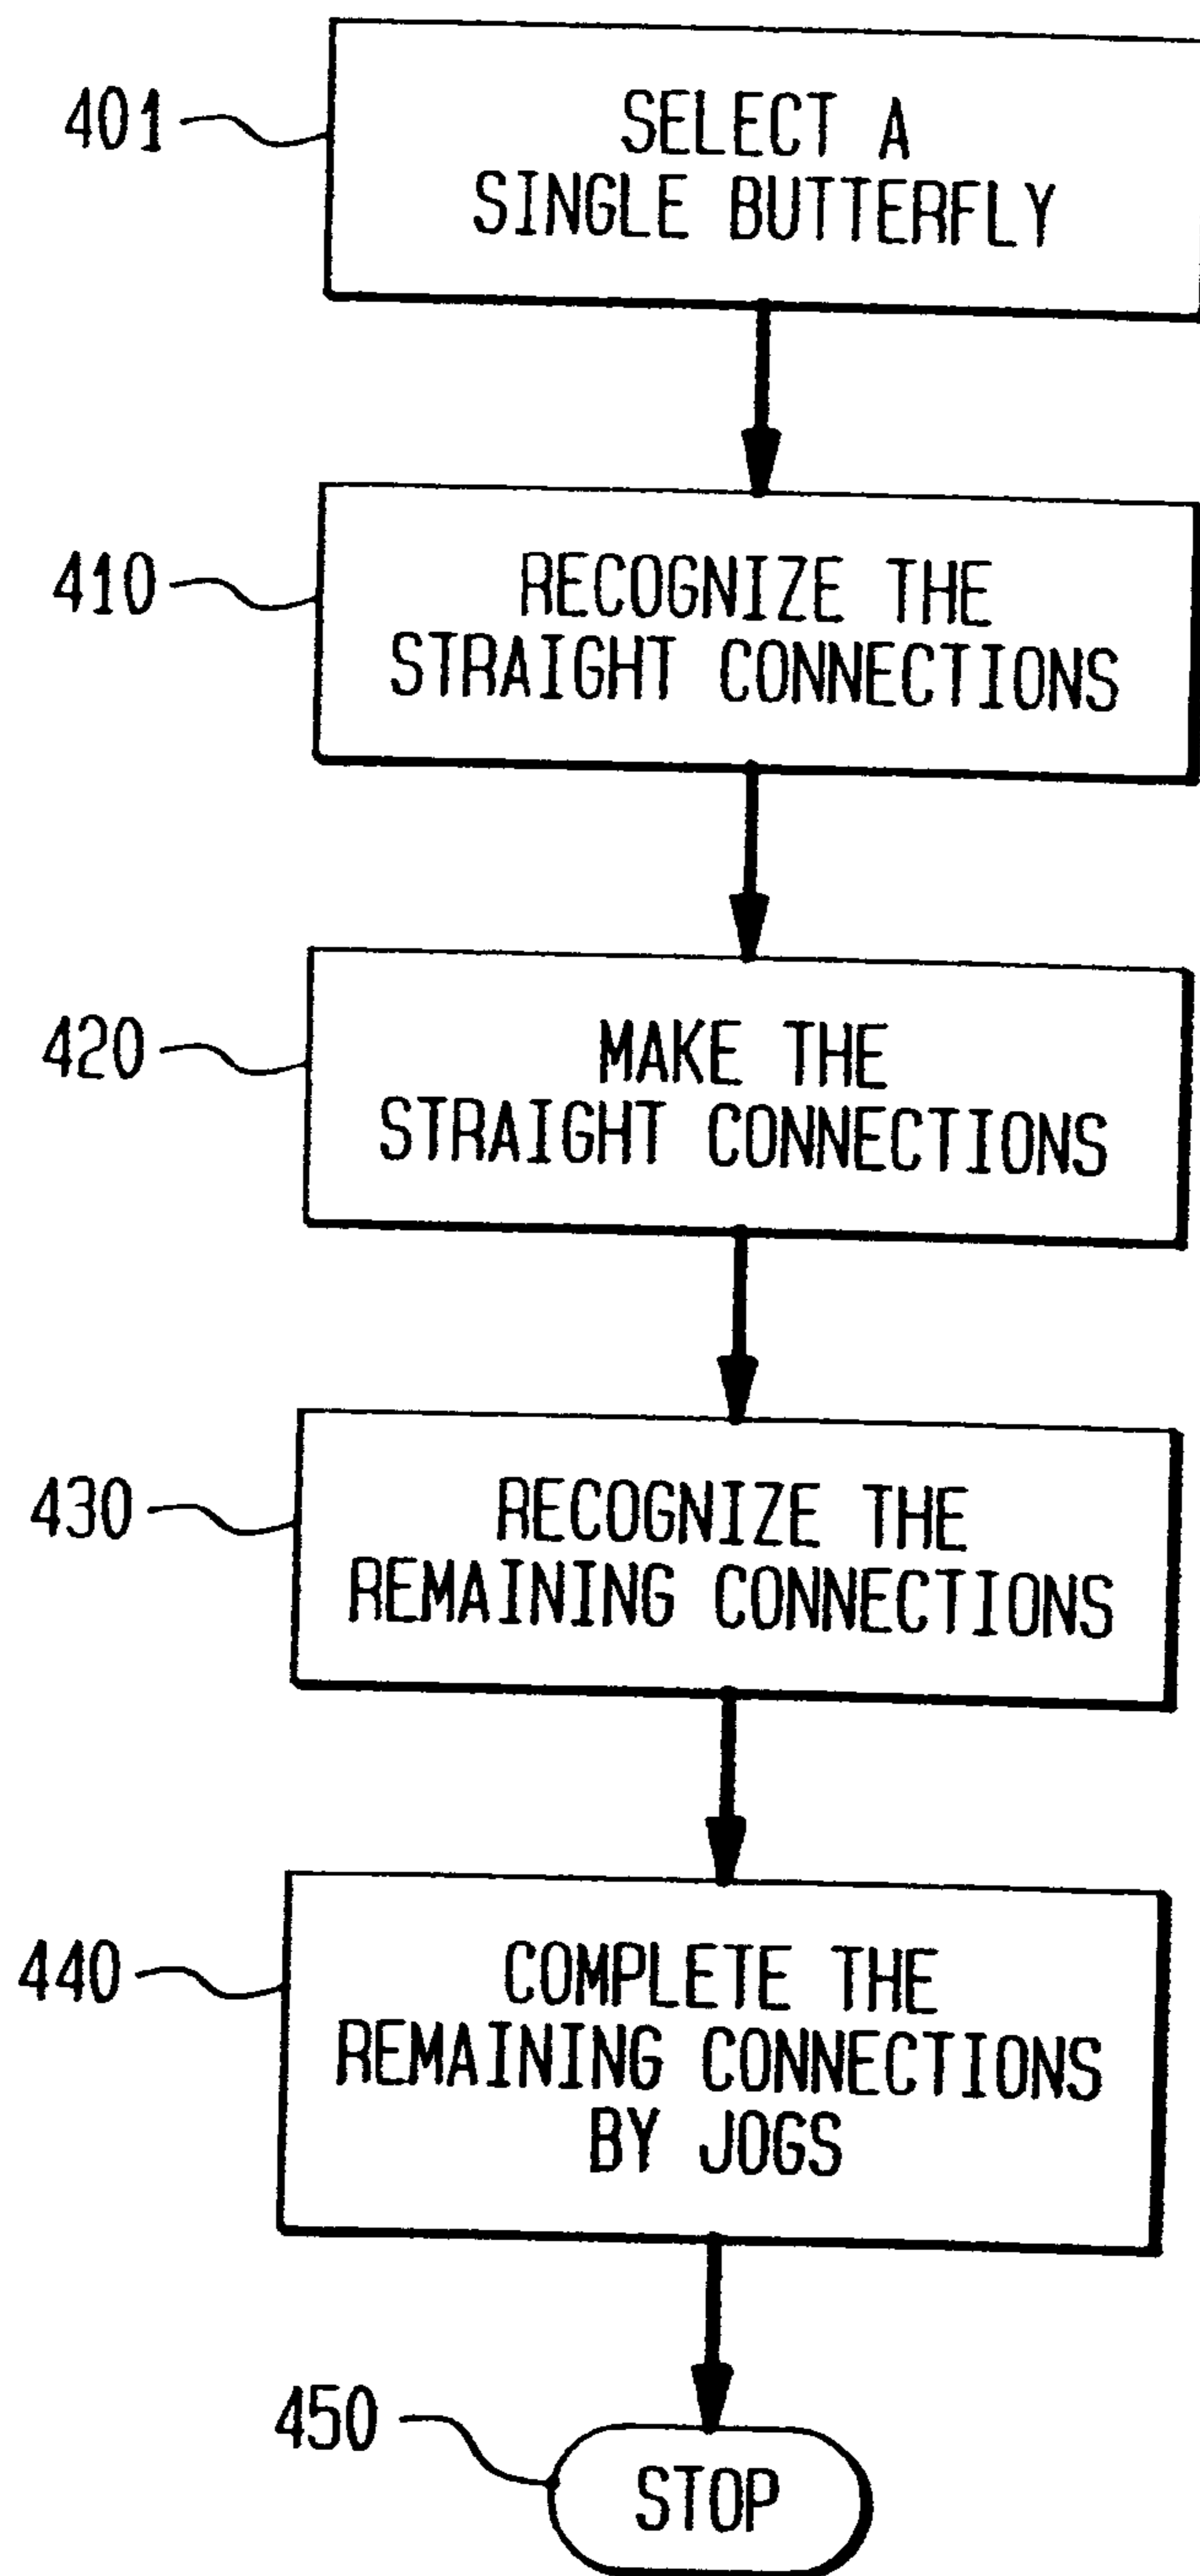 401
SELECT A
SINGLE BUTTERFLY
410
RECOGNIZE THE
STRAIGHT CONNECTIONS
420
MAKE THE
STRAIGHT CONNECTIONS
430
RECOGNIZE THE
REMAINING CONNECTIONS
440
COMPLETE THE
REMAINING CONNECTIONS
BY JOGS
450
STOP